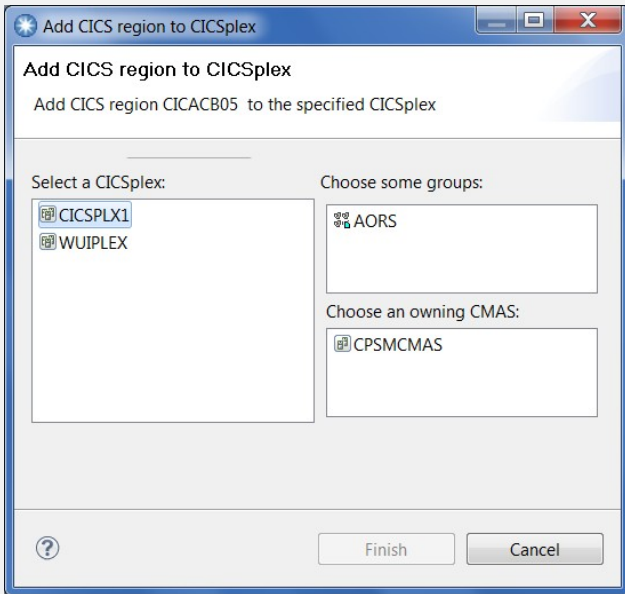 Add CICS region to CICSplex
Add CICS region to CICSplex
Add CICS region CICACB05 to the specified CICSplex
Select a CICSplex:
CICSPLX1
WUIPLEX
Choose some groups:
AORS
Choose an owning CMAS:
CPSMCMAS
?
Finish
Cancel